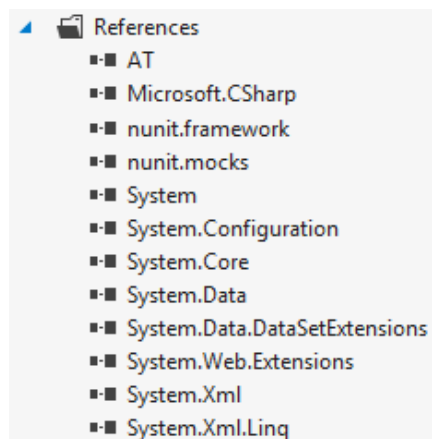 References
AT
Microsoft.CSharp
nunit.framework
nunit.mocks
System
System.Configuration
System.Core
System.Data
System.Data.DataSetExtensions
System.Web.Extensions
System.Xml
System.Xml.Linq